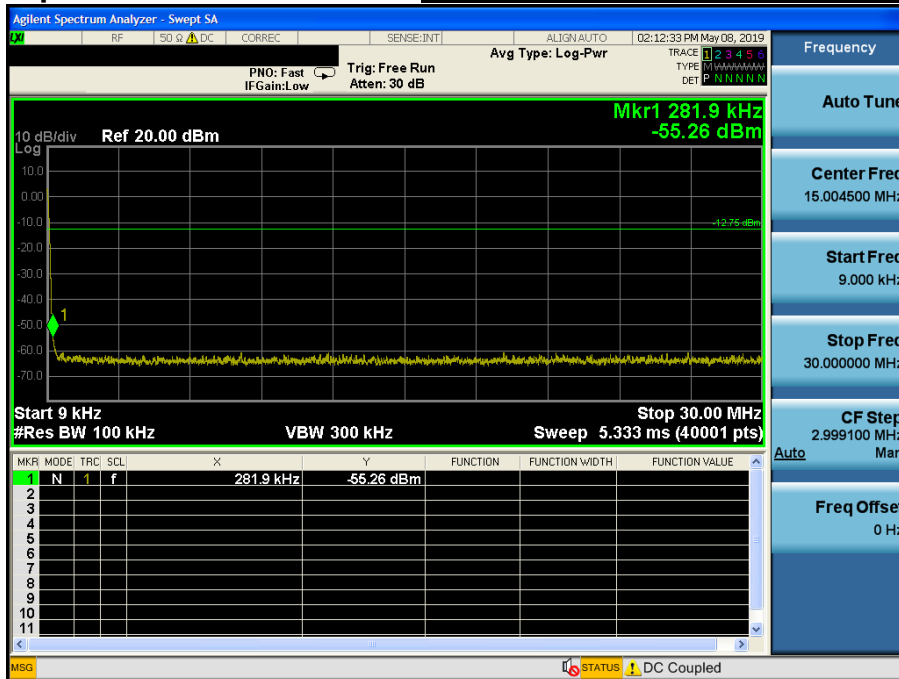 Agilent Spectrum Analyzer - Swept SA
LXI RF 50 Ω DC CORREC SENSE:INT ALIGN AUTO 02:12:33 PM May 08, 2019
Avg Type: Log-Pwr TRACE 1 2 3 4 5 6
PNO: Fast Trig: Free Run TYPE M WWWWW
IFGain:Low Atten: 30 dB DET P N N N N N
Frequency
Mkr1 281.9 kHz
10 dB/div Ref 20.00 dBm -55.26 dBm
Log
10.0
0.00
-10.0
-12.75 dBm
-20.0
-30.0
-40.0
-50.0
1
-60.0
-70.0
Start 9 kHz Stop 30.00 MHz
#Res BW 100 kHz VBW 300 kHz Sweep 5.333 ms (40001 pts)
MKR MODE TRC SCL X Y FUNCTION FUNCTION WIDTH FUNCTION VALUE
1 N 1 f 281.9 kHz -55.26 dBm
2
3
4
5
6
7
8
9
10
11
Auto Tune
Center Freq
15.004500 MHz
Start Freq
9.000 kHz
Stop Freq
30.000000 MHz
CF Step
2.999100 MHz
Auto Man
Freq Offset
0 Hz
MSG STATUS DC Coupled